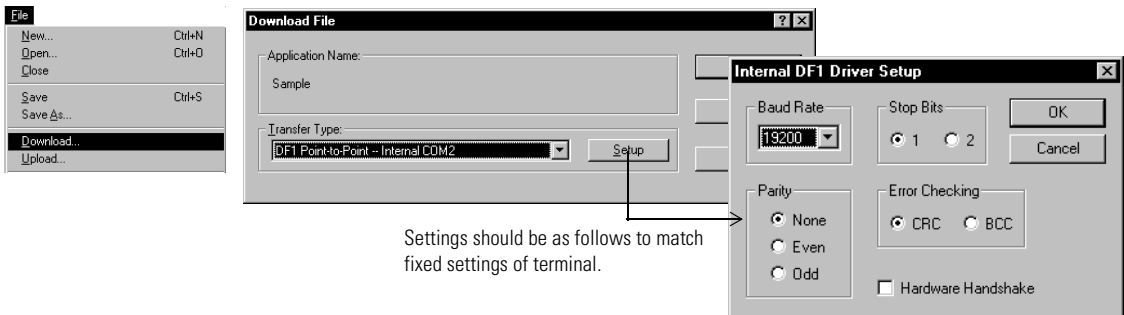 File
New... Ctrl+N
Open... Ctrl+O
Close
Save Ctrl+S
Save As...
Download...
Upload...
Download File
Application Name:
Sample
Transfer Type:
DF1 Point-to-Point -- Internal COM2
Setup
Settings should be as follows to match
fixed settings of terminal.
Internal DF1 Driver Setup
Baud Rate
19200
Stop Bits
1 2
OK
Cancel
Parity
None
Even
Odd
Error Checking
CRC BCC
Hardware Handshake